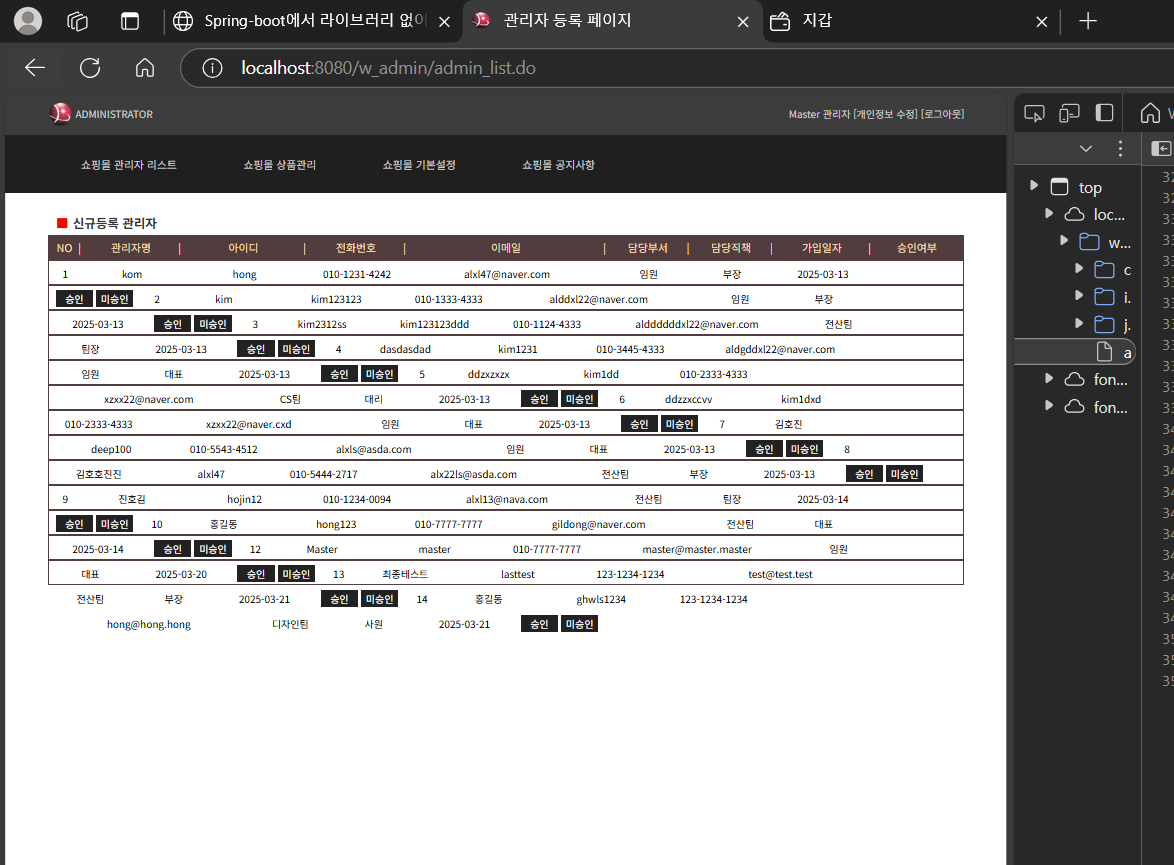 Spring-boot에서 라이브러리 없이
관리자 등록 페이지
지갑
localhost:8080/w_admin/admin_list.do
ADMINISTRATOR
Master 관리자 [개인정보 수정] [로그아웃]
쇼핑몰 관리자 리스트 쇼핑몰 상품관리 쇼핑몰 기본설정 쇼핑몰 공지사항
신규등록 관리자
NO | 관리자명 | 아이디 | 전화번호 | 이메일 | 담당부서 | 담당직책 | 가입일자 | 승인여부
1 kom hong 010-1231-4242 alxl47@naver.com 임원 부장 2025-03-13
승인 미승인 2 kim kim123123 010-1333-4333 alddxl22@naver.com 임원 부장
2025-03-13 승인 미승인 3 kim2312ss kim123123ddd 010-1124-4333 alddddddxl22@naver.com 전산팀
팀장 2025-03-13 승인 미승인 4 dasdasdad kim1231 010-3445-4333 aldgddxl22@naver.com
임원 대표 2025-03-13 승인 미승인 5 ddzxzxzx kim1dd 010-2333-4333
xzxx22@naver.com CS팀 대리 2025-03-13 승인 미승인 6 ddzzxccvv kim1dxd
010-2333-4333 xzxx22@naver.cxd 임원 대표 2025-03-13 승인 미승인 7 김호진
deep100 010-5543-4512 alxls@asda.com 임원 대표 2025-03-13 승인 미승인 8
김호호진진 alxl47 010-5444-2717 alx22ls@asda.com 전산팀 부장 2025-03-13 승인 미승인
9 진호김 hojin12 010-1234-0094 alxl13@nava.com 전산팀 팀장 2025-03-14
승인 미승인 10 홍길동 hong123 010-7777-7777 gildong@naver.com 전산팀 대표
2025-03-14 승인 미승인 12 Master master 010-7777-7777 master@master.master 임원
대표 2025-03-20 승인 미승인 13 최종테스트 lasttest 123-1234-1234 test@test.test
전산팀 부장 2025-03-21 승인 미승인 14 홍길동 ghwls1234 123-1234-1234
hong@hong.hong 디자인팀 사원 2025-03-21 승인 미승인
top
loc...
w...
c
i.
j.
a
fon...
fon...